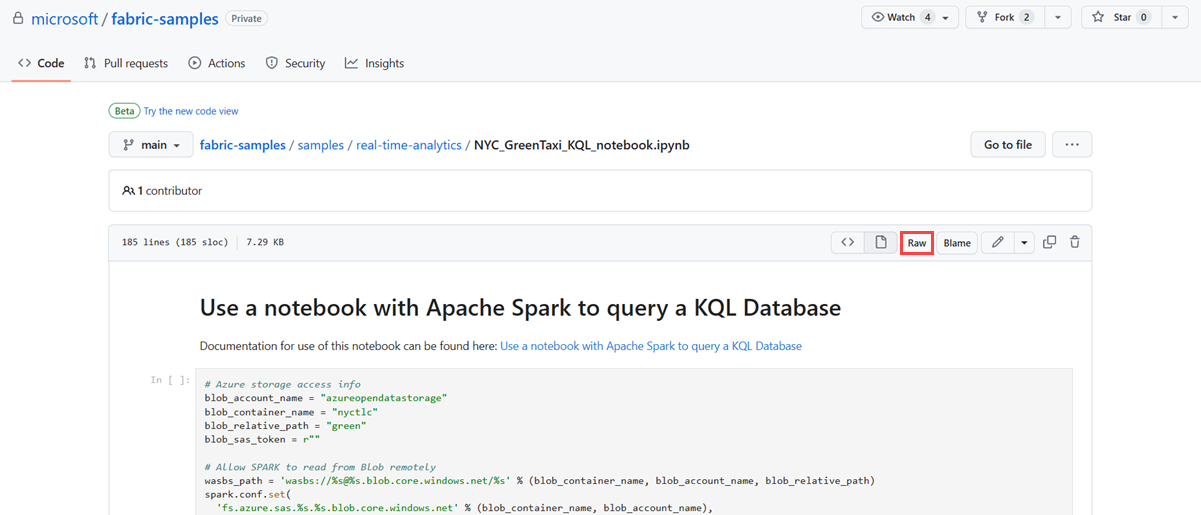 microsoft / fabric-samples Private Watch 4 Fork 2 Star 0
Code Pull requests Actions Security Insights
Beta Try the new code view
main fabric-samples / samples / real-time-analytics / NYC_GreenTaxi_KQL_notebook.ipynb Go to file ...
1 contributor
185 lines (185 sloc) 7.29 KB <> Raw Blame
Use a notebook with Apache Spark to query a KQL Database
Documentation for use of this notebook can be found here: Use a notebook with Apache Spark to query a KQL Database
In [ ]: # Azure storage access info
blob_account_name = "azureopendatastorage"
blob_container_name = "nyctlc"
blob_relative_path = "green"
blob_sas_token = r""
# Allow SPARK to read from Blob remotely
wasbs_path = 'wasbs://%s@%s.blob.core.windows.net/%s' % (blob_container_name, blob_account_name, blob_relative_path)
spark.conf.set(
'fs.azure.sas.%s.%s.blob.core.windows.net' % (blob_container_name, blob_account_name),